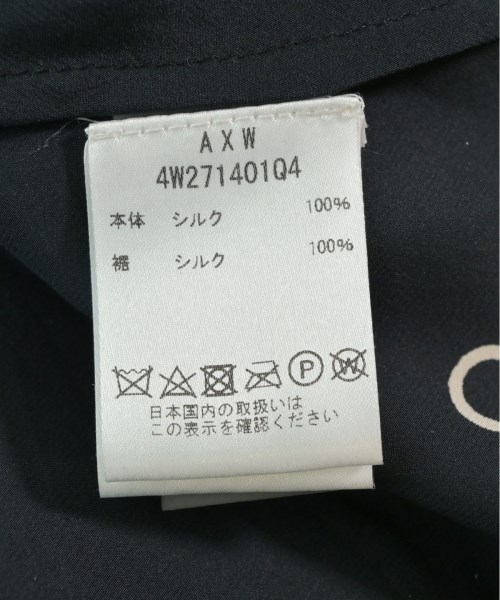 AXW
4W271401Q4
本体 シルク 100%
裾 シルク 100%
P W
日本国内の取扱いは
この表示を確認ください